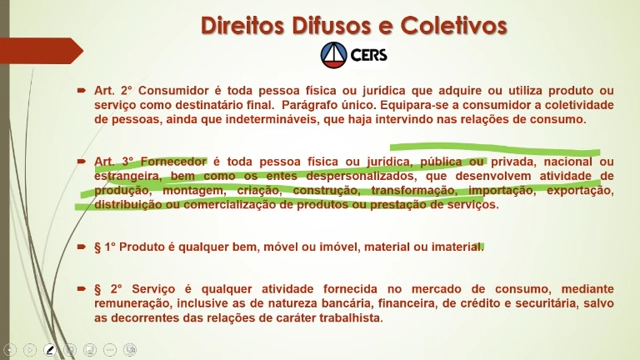 Direitos Difusos e Coletivos
CERS
Art. 2° Consumidor é toda pessoa física ou jurídica que adquire ou utiliza produto ou
serviço como destinatário final. Parágrafo único. Equipara-se a consumidor a coletividade
de pessoas, ainda que indetermináveis, que haja intervindo nas relações de consumo.
Art. 3° Fornecedor é toda pessoa física ou jurídica, pública ou privada, nacional ou
estrangeira, bem como os entes despersonalizados, que desenvolvem atividade de
produção, montagem, criação, construção, transformação, importação, exportação,
distribuição ou comercialização de produtos ou prestação de serviços.
§ 1° Produto é qualquer bem, móvel ou imóvel, material ou imaterial.
§ 2° Serviço é qualquer atividade fornecida no mercado de consumo, mediante
remuneração, inclusive as de natureza bancária, financeira, de crédito e securitária, salvo
as decorrentes das relações de caráter trabalhista.